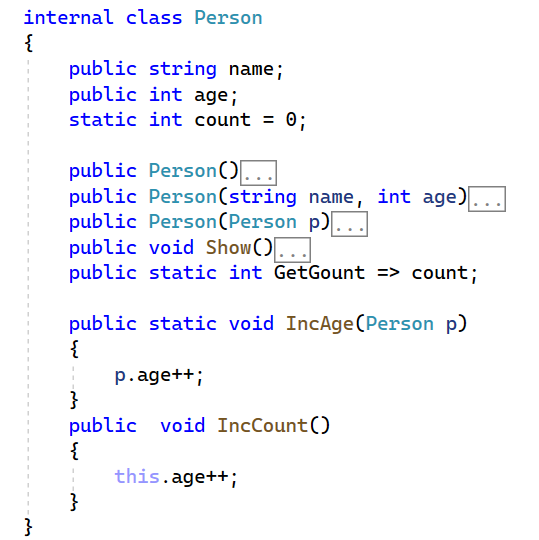 internal class Person
{
    public string name;
    public int age;
    static int count = 0;
    public Person()...
    public Person(string name, int age)...
    public Person(Person p)...
    public void Show()...
    public static int GetGount => count;
    public static void IncAge(Person p)
    {
        p.age++;
    }
    public  void IncCount()
    {
        this.age++;
    }
}